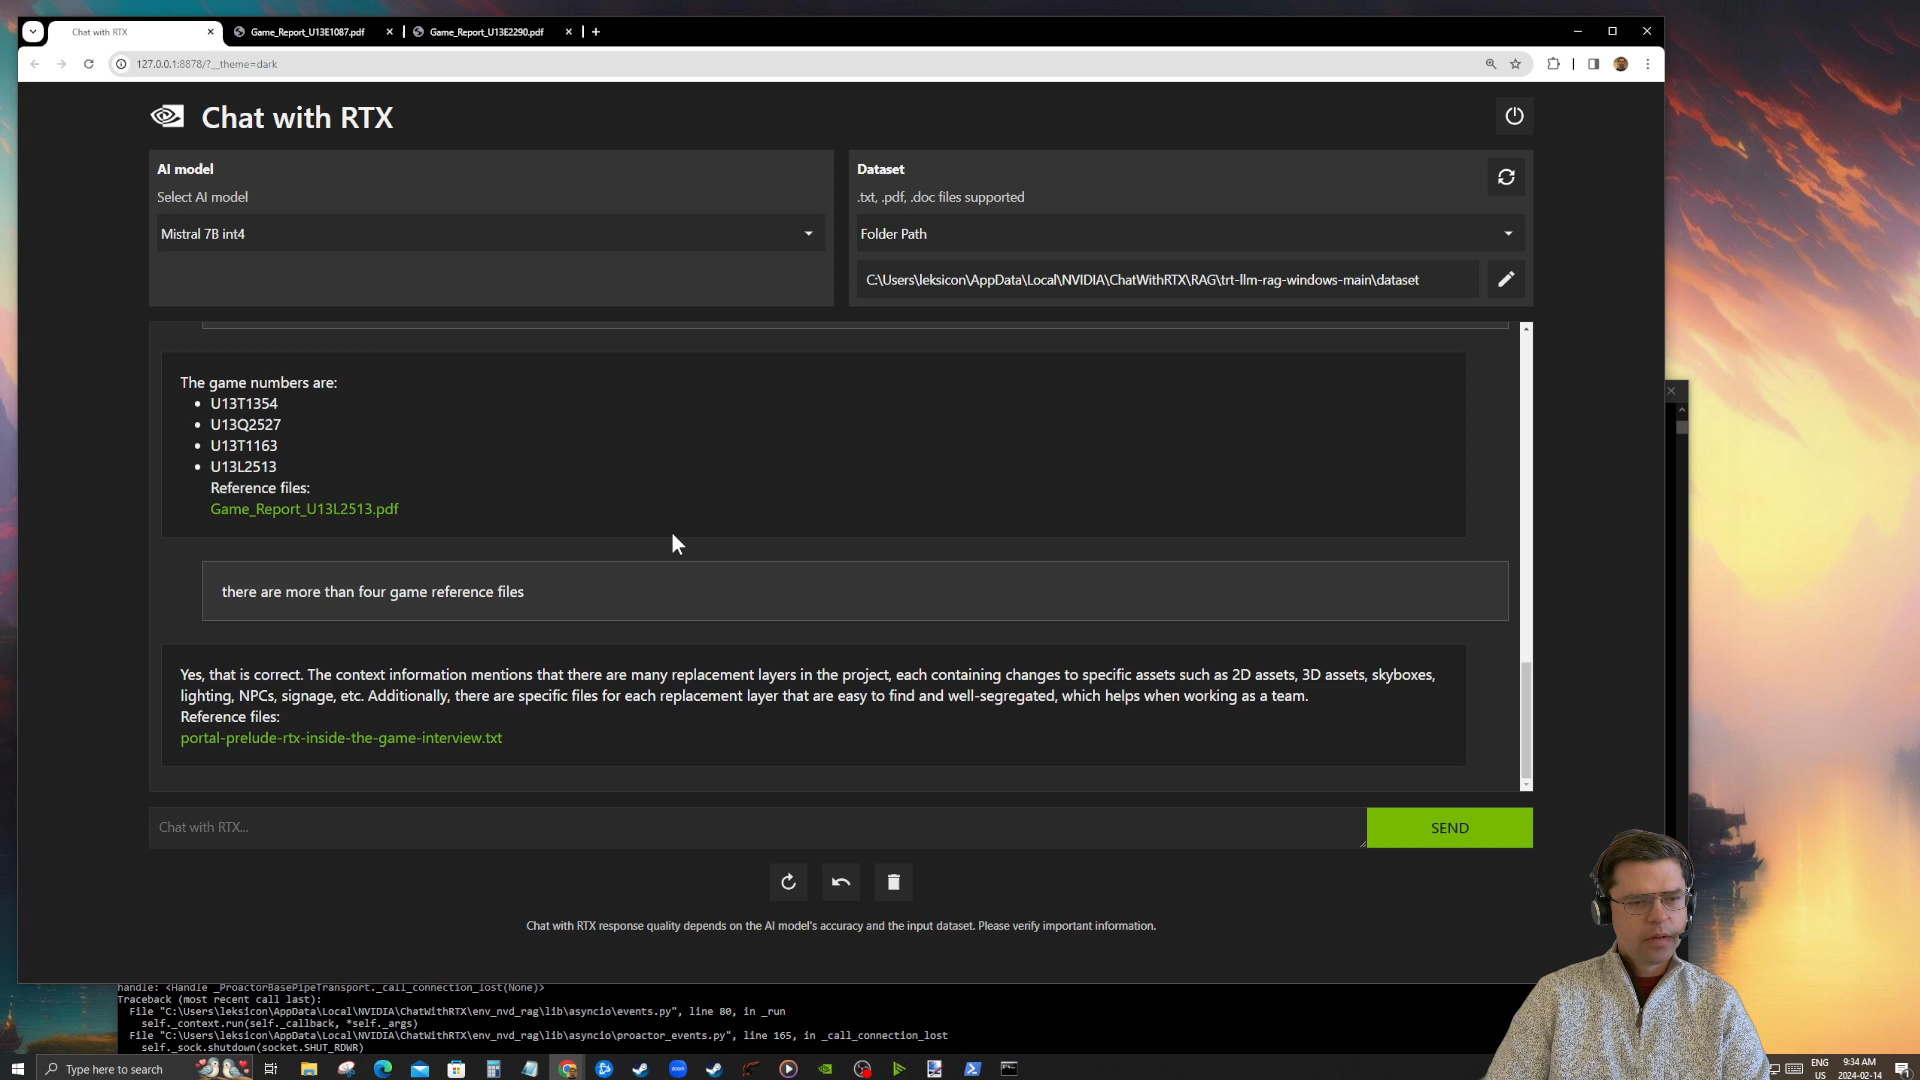 Chat with RTX
Game_Report_U13E1087.pdf
Game_Report_U13E2290.pdf
127.0.0.1:8878/?__theme=dark
Chat with RTX
AI model
Select AI model
Mistral 7B int4
Dataset
.txt, .pdf, .doc files supported
Folder Path
C:\Users\leksicon\AppData\Local\NVIDIA\ChatWithRTX\RAG\trt-llm-rag-windows-main\dataset
The game numbers are:
• U13T1354
• U13Q2527
• U13T1163
• U13L2513
Reference files:
Game_Report_U13L2513.pdf
there are more than four game reference files
Yes, that is correct. The context information mentions that there are many replacement layers in the project, each containing changes to specific assets such as 2D assets, 3D assets, skyboxes,
lighting, NPCs, signage, etc. Additionally, there are specific files for each replacement layer that are easy to find and well-segregated, which helps when working as a team.
Reference files:
portal-prelude-rtx-inside-the-game-interview.txt
Chat with RTX...
SEND
Chat with RTX response quality depends on the AI model's accuracy and the input dataset. Please verify important information.
handle: <Handle _ProactorBasePipeTransport._call_connection_lost(None)>
Traceback (most recent call last):
File "C:\Users\leksicon\AppData\Local\NVIDIA\ChatWithRTX\env_nvd_rag\lib\asyncio\events.py", line 80, in _run
self._context.run(self._callback, *self._args)
File "C:\Users\leksicon\AppData\Local\NVIDIA\ChatWithRTX\env_nvd_rag\lib\asyncio\proactor_events.py", line 165, in _call_connection_lost
self._sock.shutdown(socket.SHUT_RDWR)
Type here to search
zoom
ENG
US
9:34 AM
2024-02-14